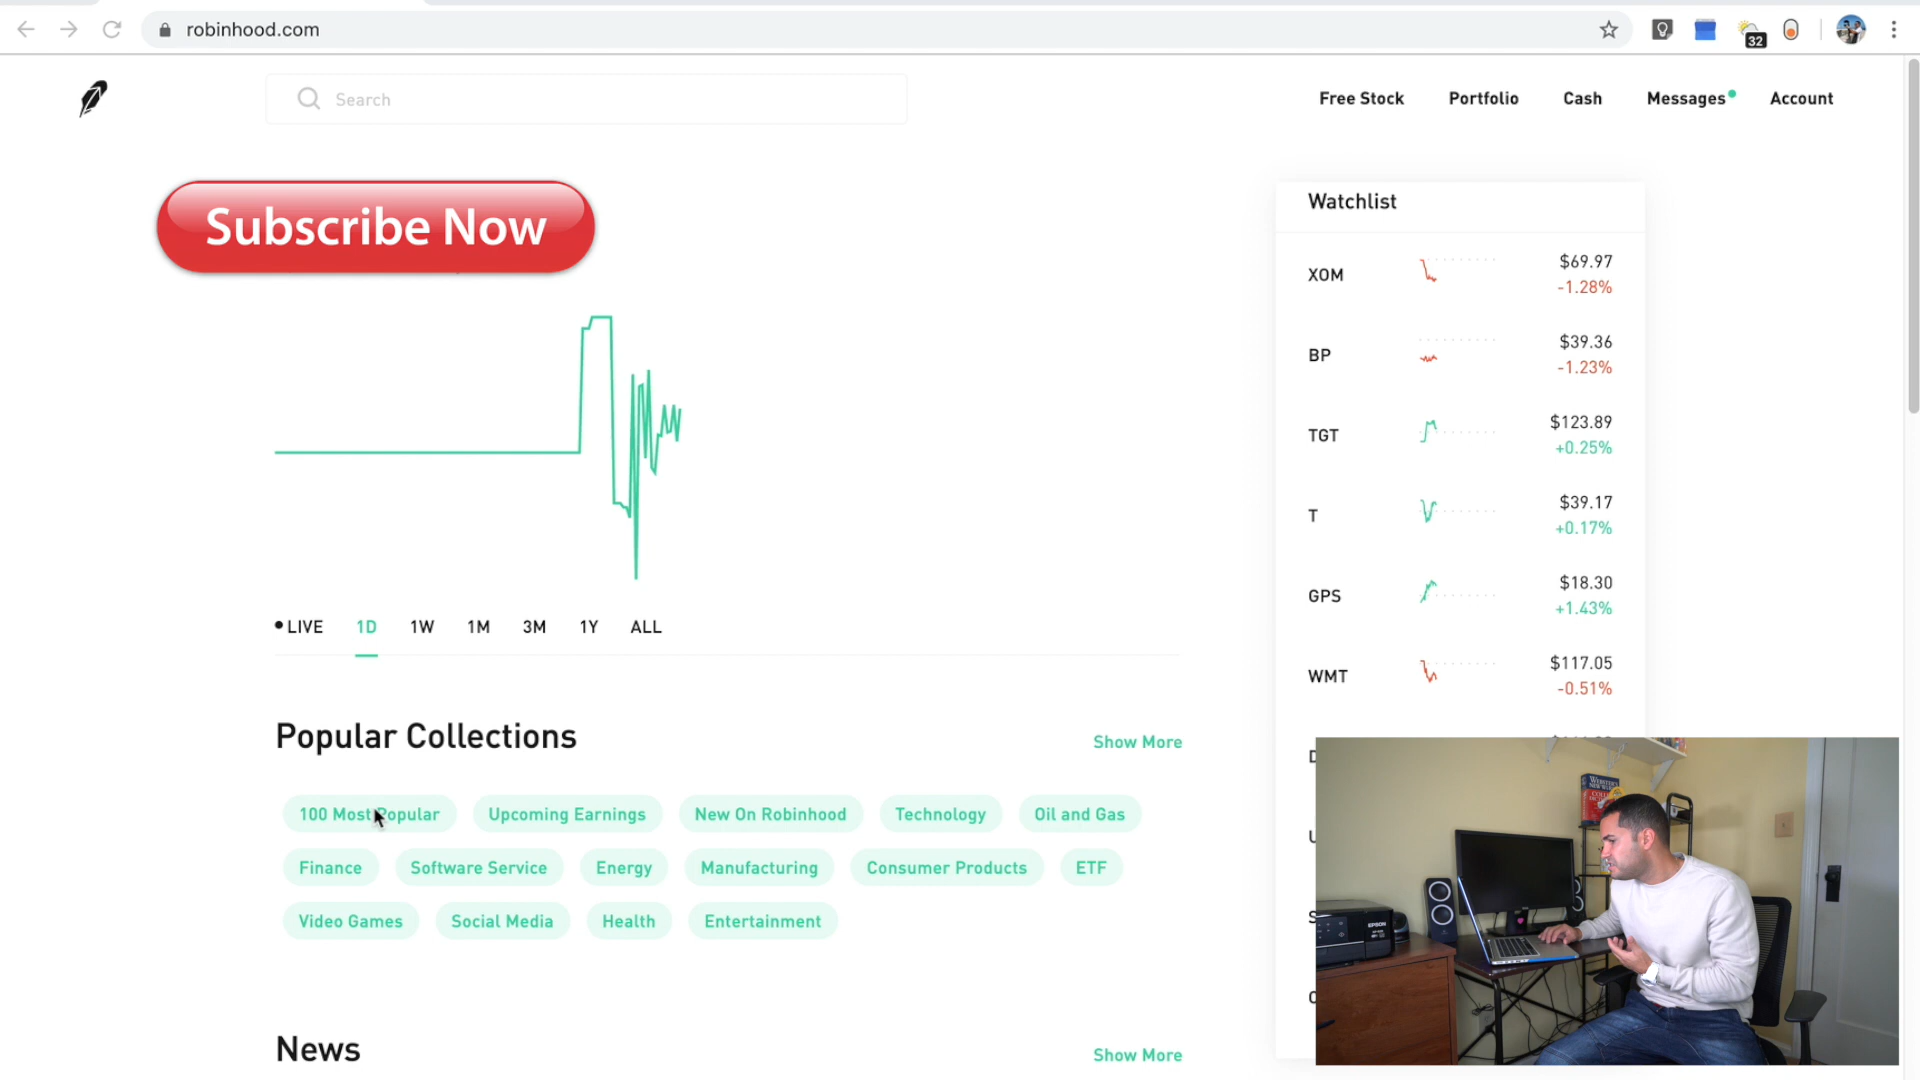 robinhood.com
32
Search
Free Stock Portfolio Cash Messages Account
Subscribe Now
Watchlist
XOM $69.97
-1.28%
BP $39.36
-1.23%
TGT $123.89
+0.25%
T $39.17
+0.17%
GPS $18.30
+1.43%
WMT $117.05
-0.51%
LIVE 1D 1W 1M 3M 1Y ALL
Popular Collections Show More
100 Most Popular Upcoming Earnings New On Robinhood Technology Oil and Gas
Finance Software Service Energy Manufacturing Consumer Products ETF
Video Games Social Media Health Entertainment
News Show More
EPSON